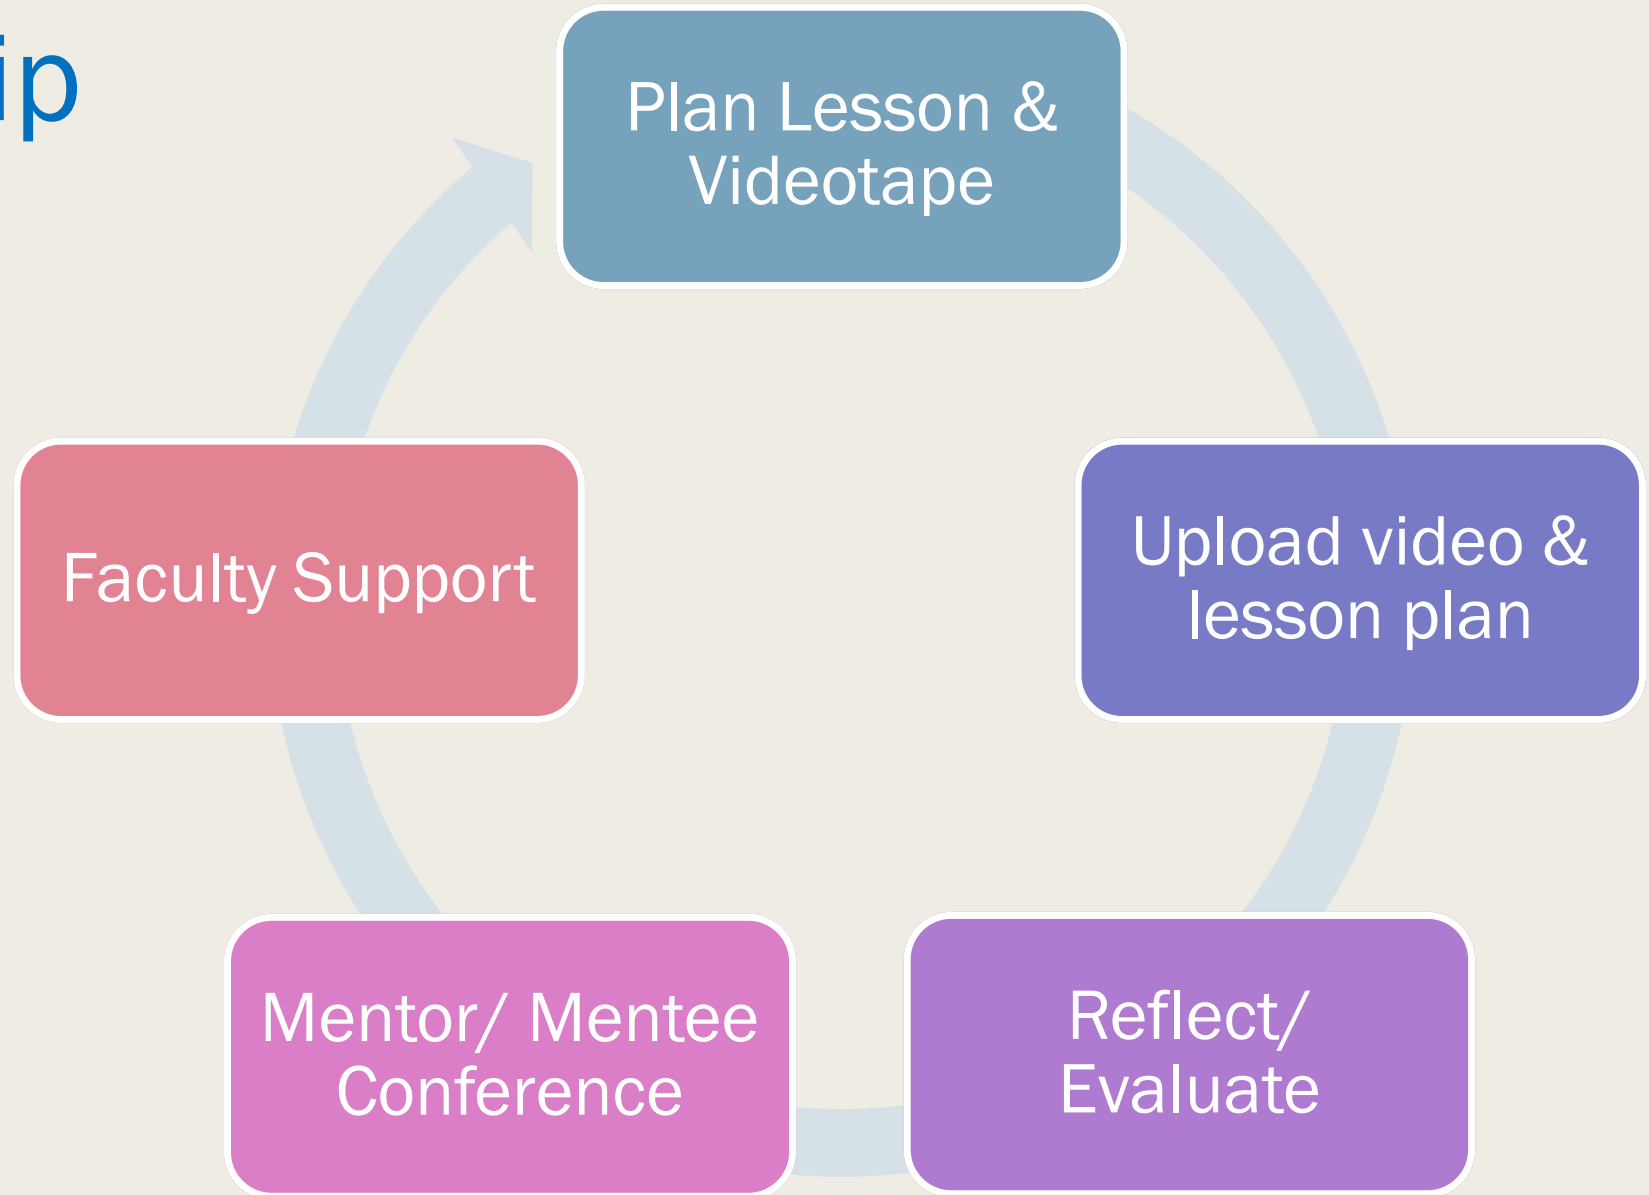 ip
Plan Lesson &
Videotape
Upload video &
lesson plan
Reflect/
Evaluate
Mentor/ Mentee
Conference
Faculty Support